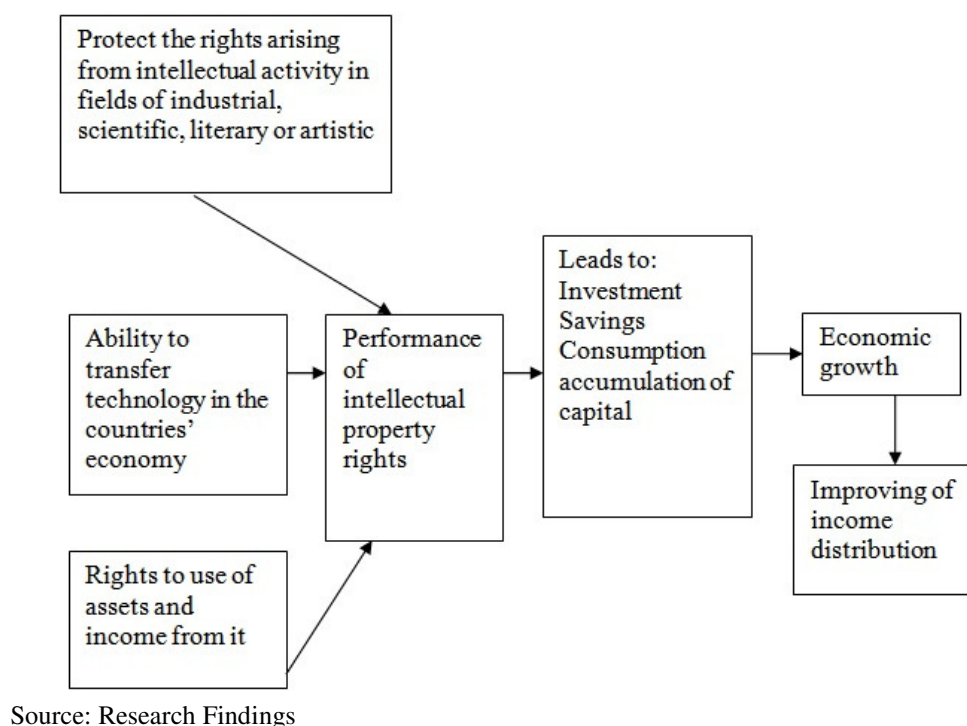 Protect the rights arising
from intellectual activity in
fields of industrial,
scientific, literary or artistic
Ability to
transfer
technology in the
countries’
economy
Performance
of
intellectual
property
rights
Leads to:
Investment
Savings
Consumption
accumulation of
capital
Economic
growth
Improving of
income
distribution
Rights to use of
assets and
income from it
Source: Research Findings